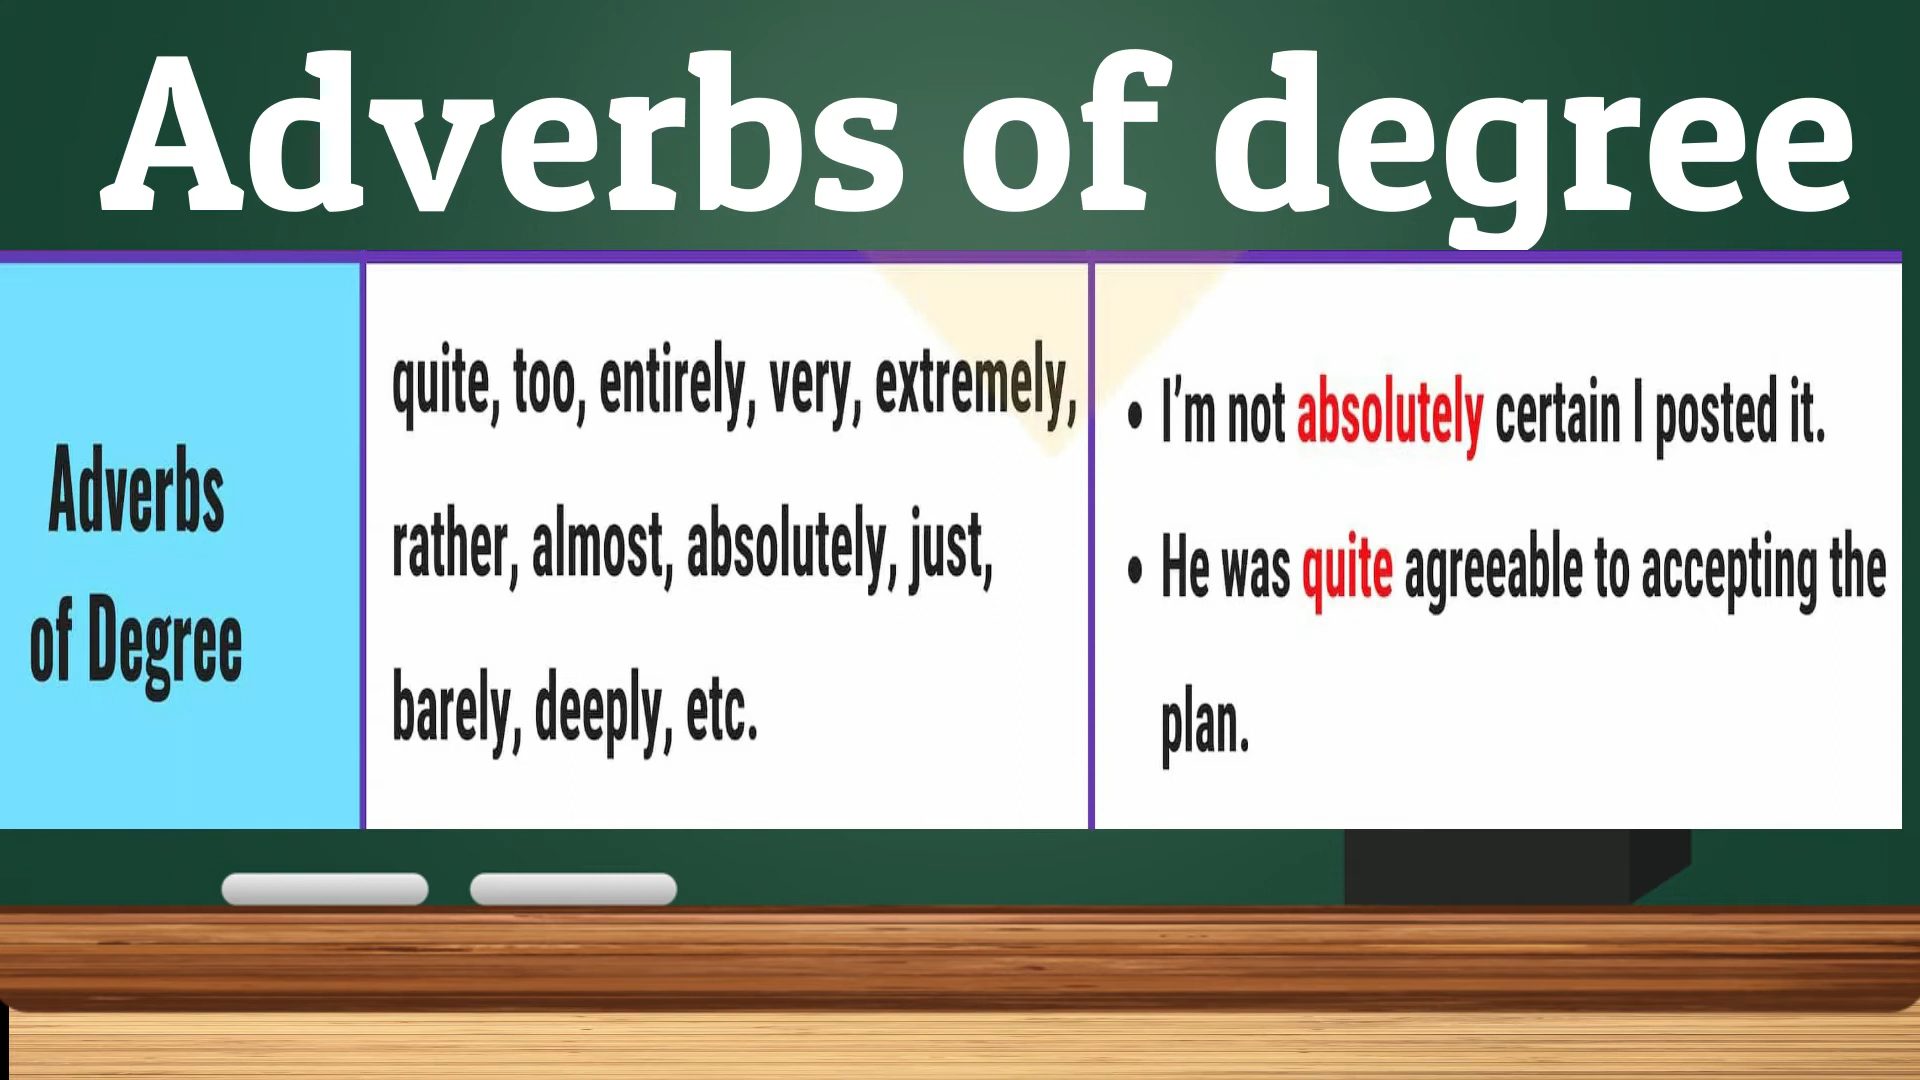 Adverbs of degree
Adverbs
of Degree
quite, too, entirely, very, extremely,
rather, almost, absolutely, just,
barely, deeply, etc.
• I'm not absolutely certain I posted it.
• He was quite agreeable to accepting the
plan.